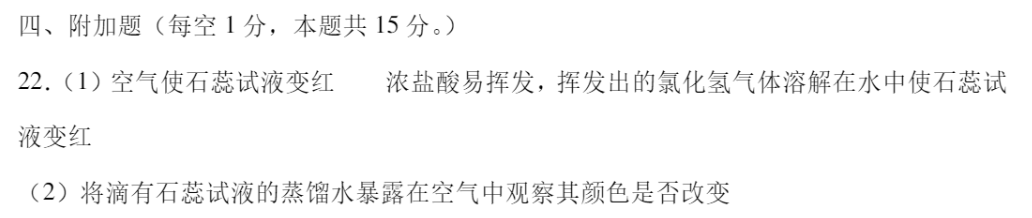 四、附加题（每空 1 分，本题共 15 分。）
22.（1）空气使石蕊试液变红　　浓盐酸易挥发，挥发出的氯化氢气体溶解在水中使石蕊试
液变红
（2）将滴有石蕊试液的蒸馏水暴露在空气中观察其颜色是否改变